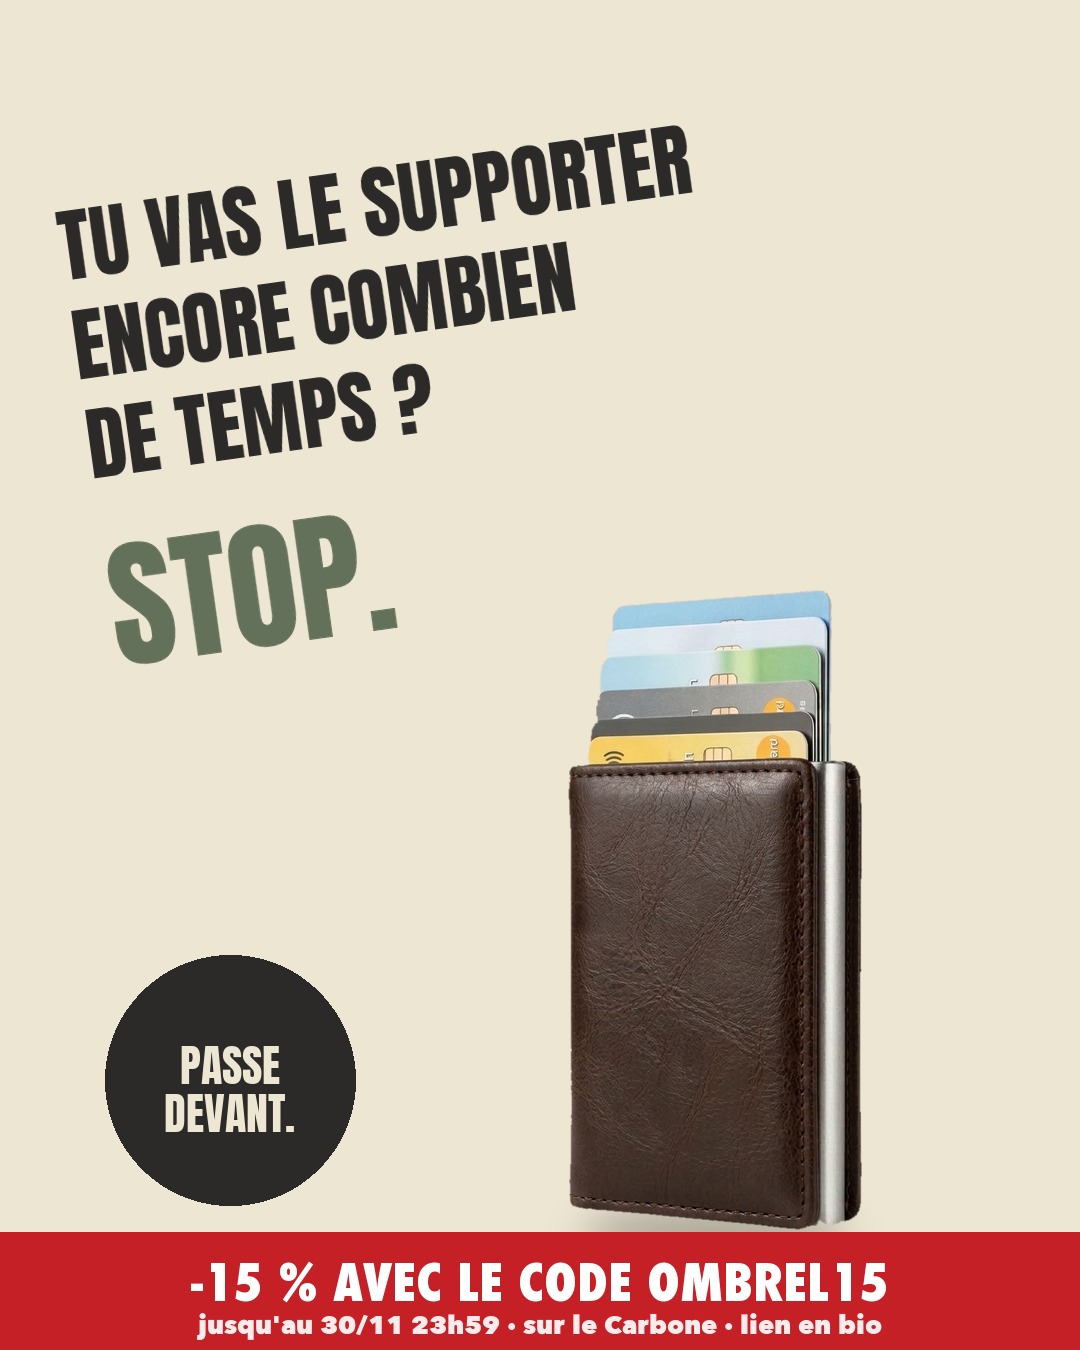 TU VAS LE SUPPORTER
ENCORE COMBIEN
DE TEMPS ?
STOP.
PASSE
DEVANT.
-15 % AVEC LE CODE OMBREL15
jusqu'au 30/11 23h59 · sur le Carbone · lien en bio